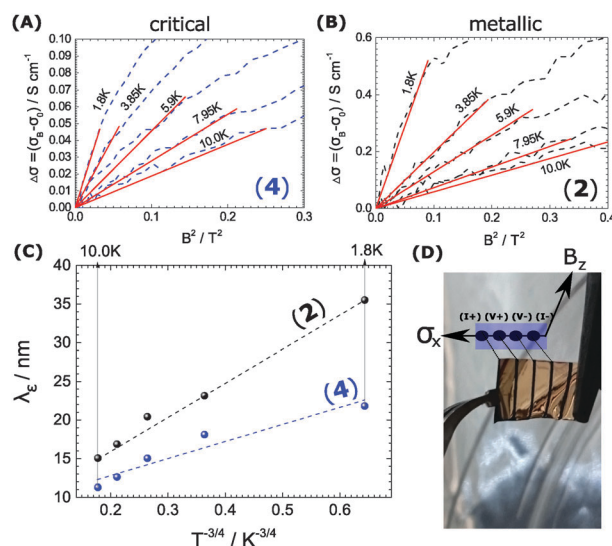 (A) critical
Δσ = (σB-σ0) / S cm⁻¹
0.10
0.09
0.08
0.07
0.06
0.05
0.04
0.03
0.02
0.01
0.00
1.8K
3.85K
5.9K
7.95K
10.0K
(4)
0.0 0.1 0.2 0.3
B² / T²
(B) metallic
Δσ = (σB-σ0) / S cm⁻¹
0.6
0.4
0.2
0.0
1.8K
3.85K
5.9K
7.95K
10.0K
(2)
0.0 0.1 0.2 0.3 0.4
B² / T²
(C)
10.0K 1.8K
λε / nm
40
35
30
25
20
15
10
(2)
(4)
0.2 0.3 0.4 0.5 0.6
T⁻³ᐟ⁴ / K⁻³ᐟ⁴
(D)
Bz
(I+) (V+) (V-) (I-)
σx